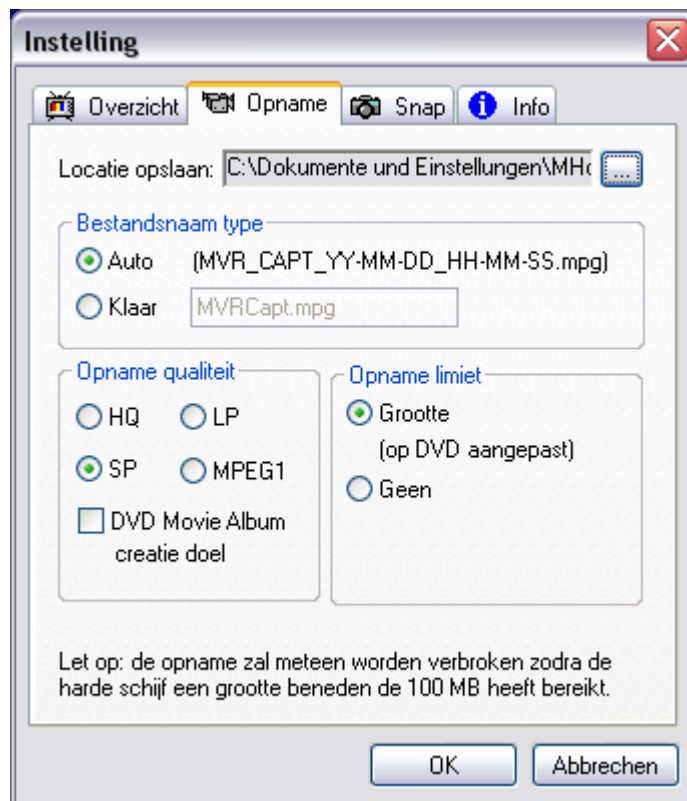 Instelling
Overzicht
Opname
Snap
Info
Locatie opslaan: C:\Dokumente und Einstellungen\MH
...
Bestandsnaam type
Auto (MVR_CAPT_YY-MM-DD_HH-MM-SS.mpg)
Klaar MVRCapt.mpg
Opname qualiteit
HQ LP
SP MPEG1
DVD Movie Album
creatie doel
Opname limiet
Grootte
(op DVD aangepast)
Geen
Let op: de opname zal meteen worden verbroken zodra de
harde schijf een grootte beneden de 100 MB heeft bereikt.
OK
Abbrechen